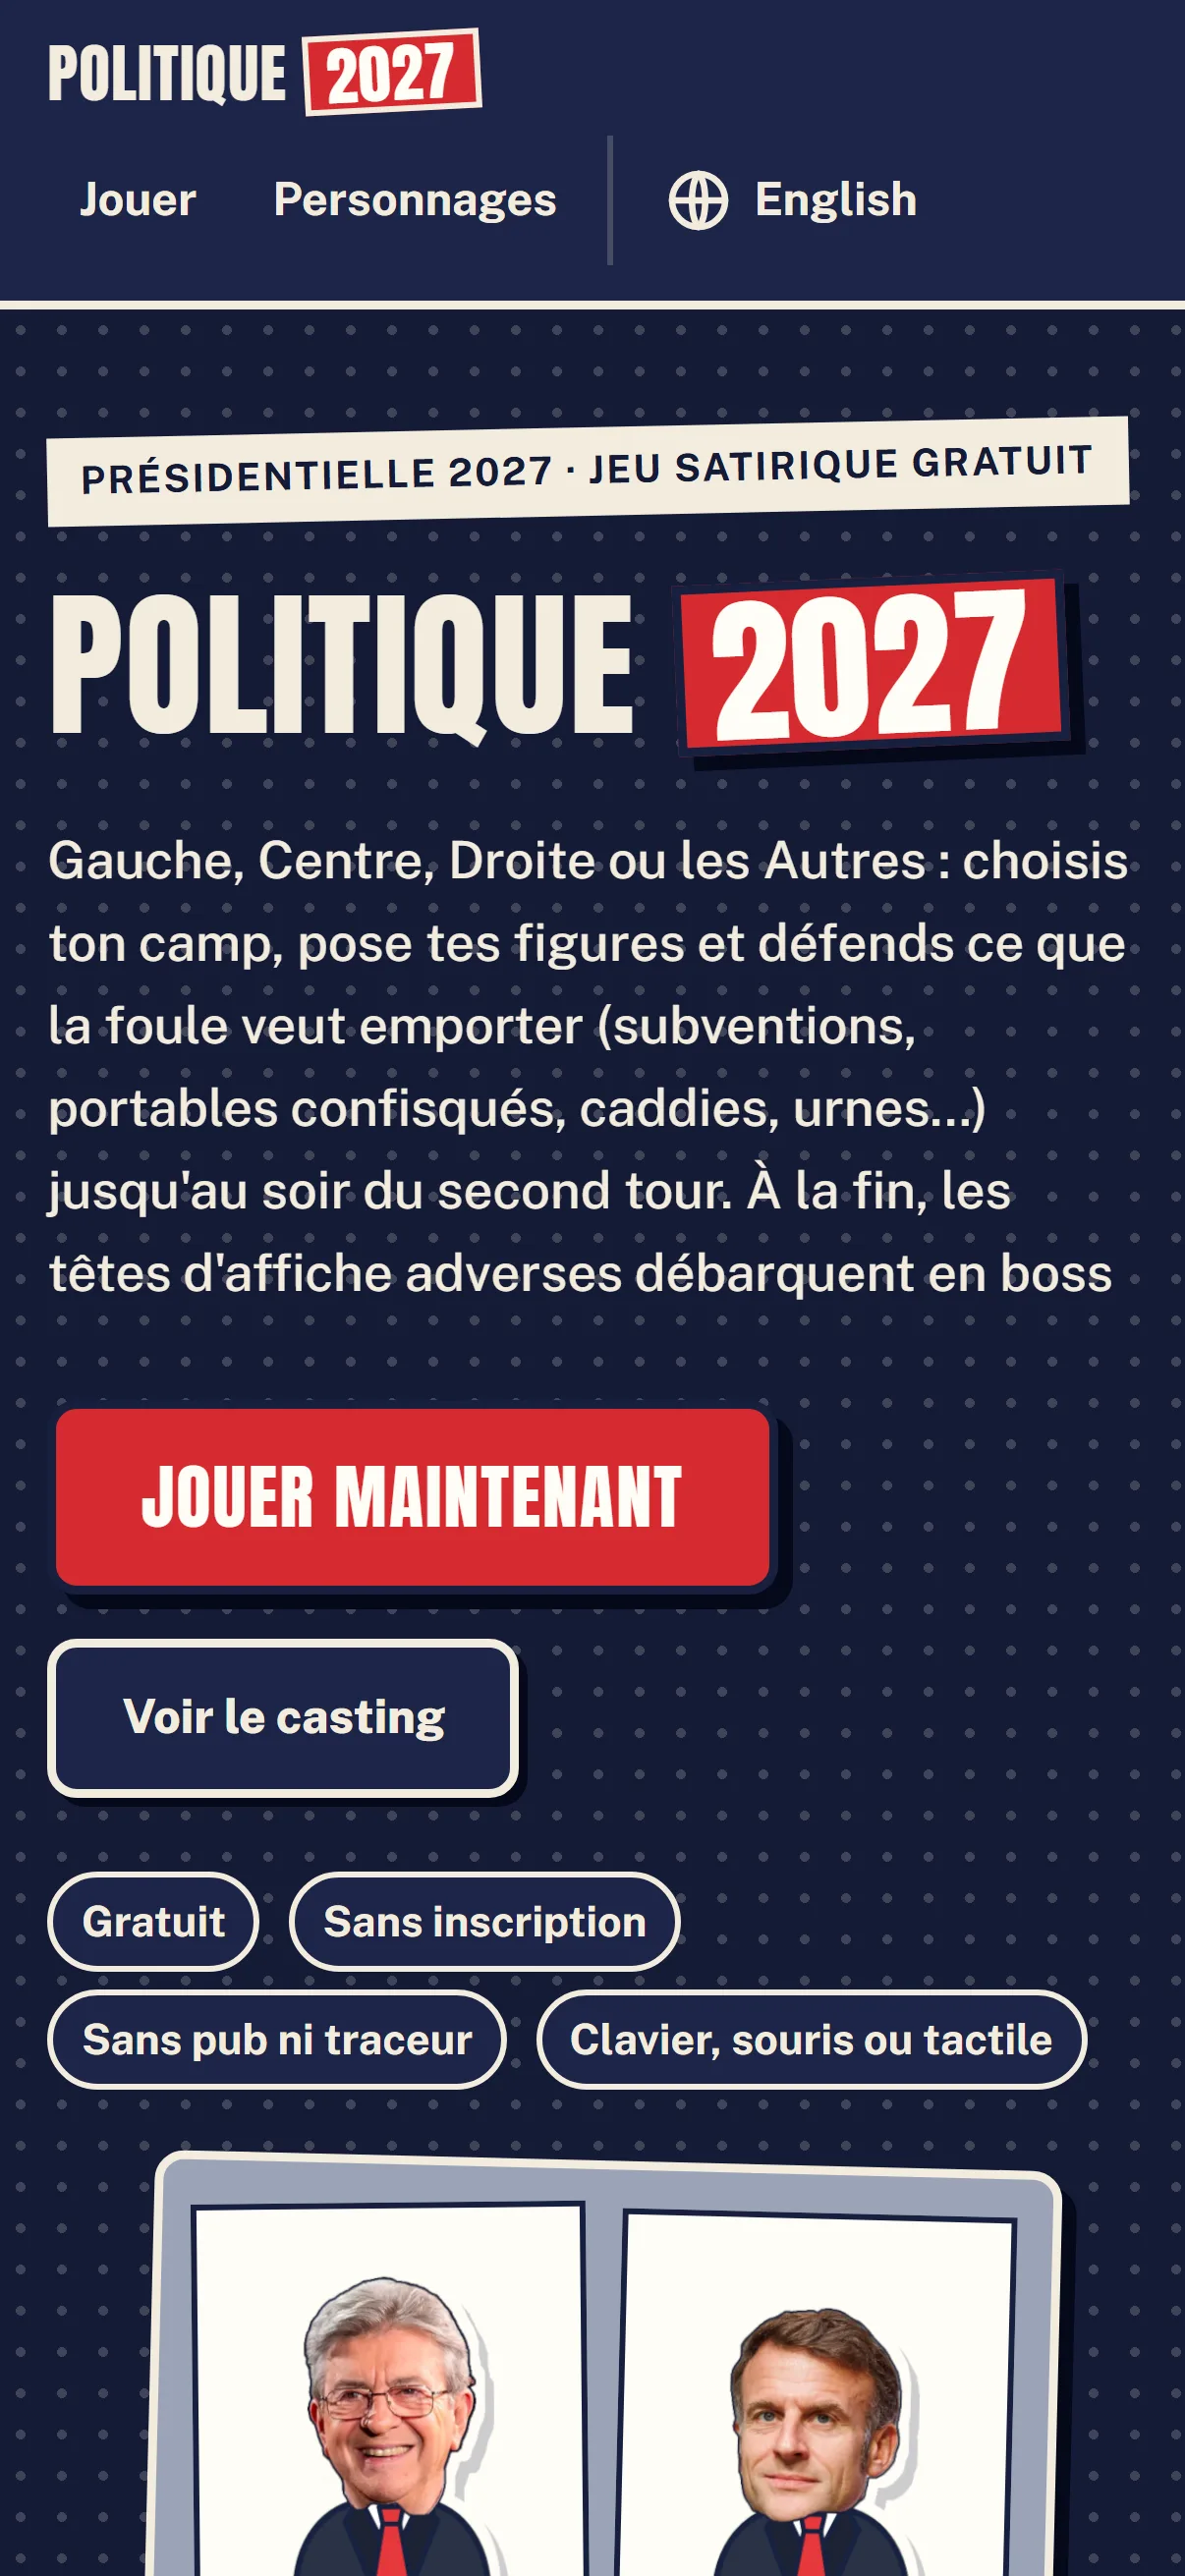 POLITIQUE 2027
Jouer Personnages English
PRÉSIDENTIELLE 2027 · JEU SATIRIQUE GRATUIT
POLITIQUE 2027
Gauche, Centre, Droite ou les Autres : choisis
ton camp, pose tes figures et défends ce que
la foule veut emporter (subventions,
portables confisqués, caddies, urnes...)
jusqu'au soir du second tour. À la fin, les
têtes d'affiche adverses débarquent en boss
JOUER MAINTENANT
Voir le casting
Gratuit Sans inscription
Sans pub ni traceur Clavier, souris ou tactile